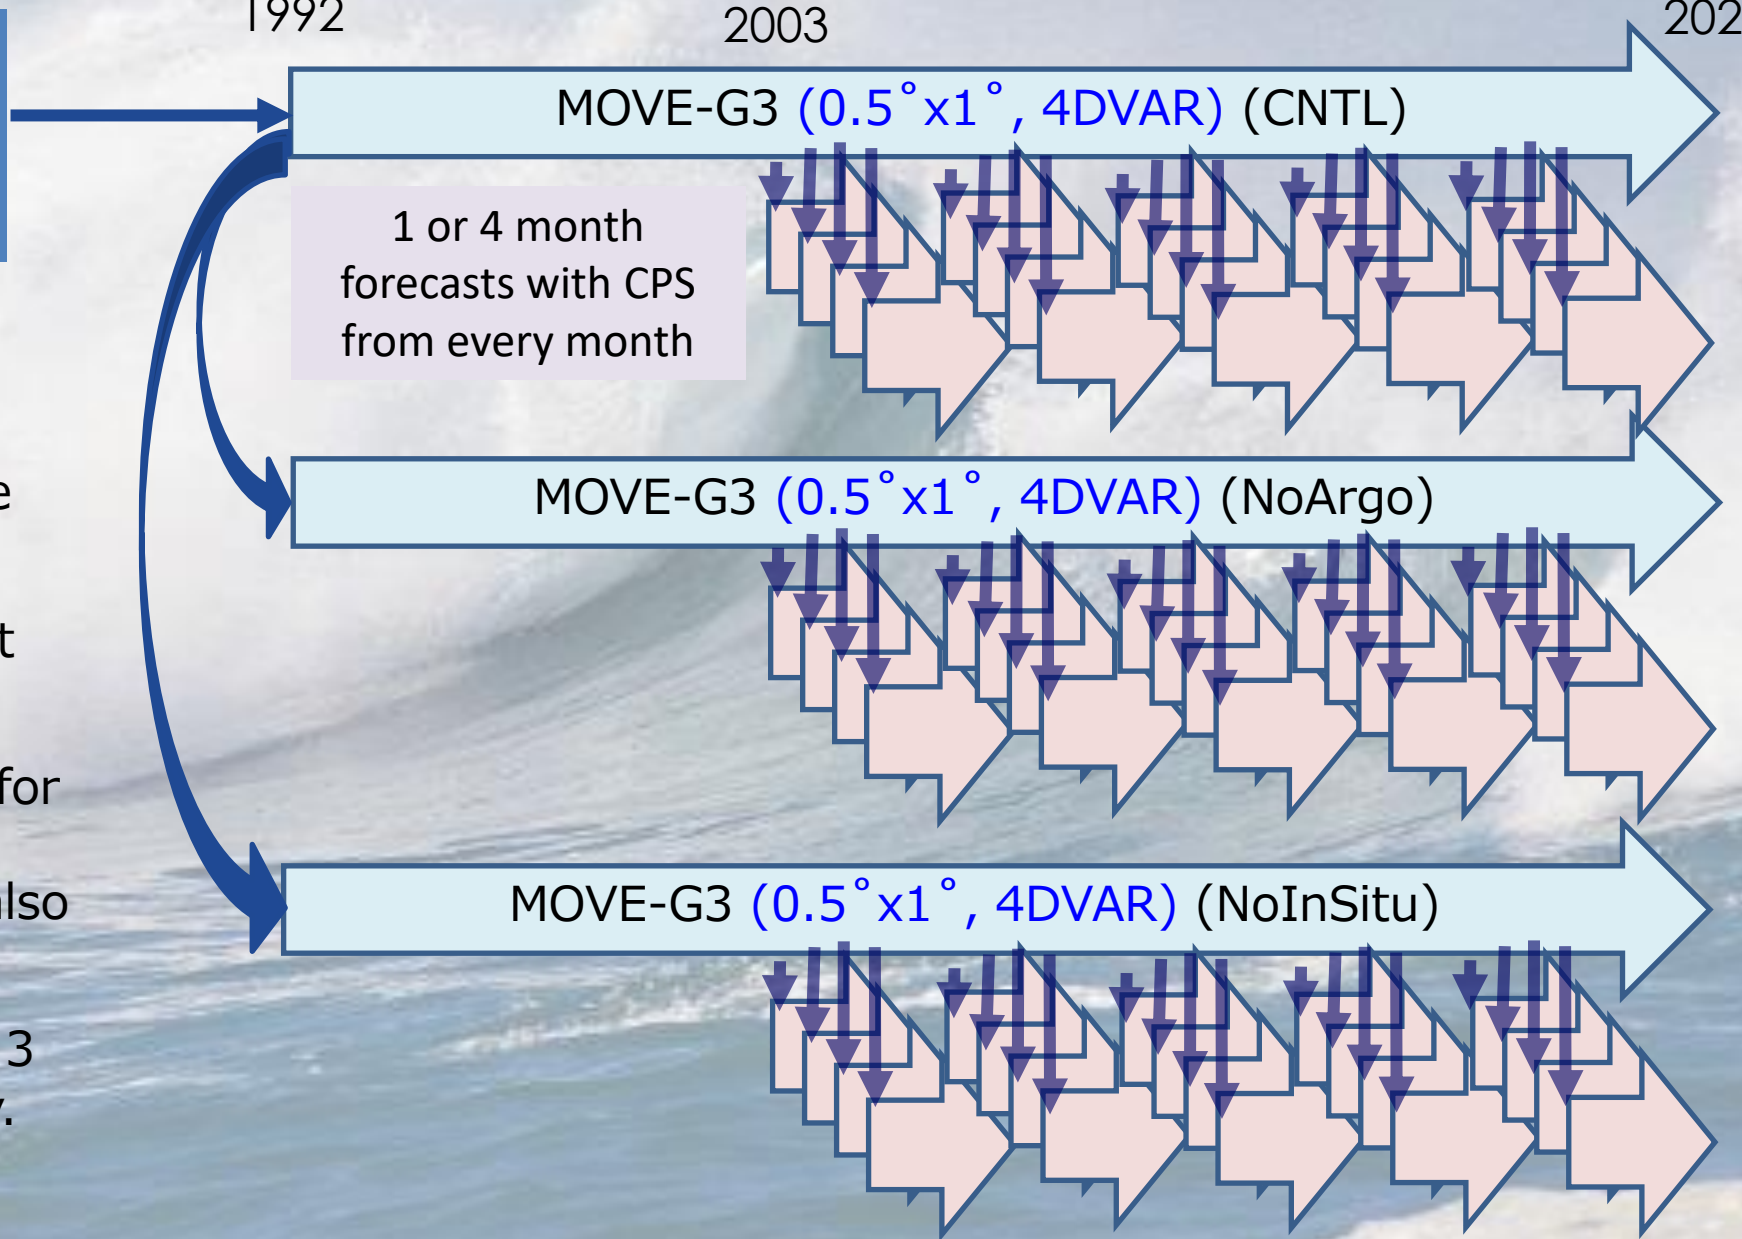 1992
2003
202
MOVE-G3 (0.5˚x1˚, 4DVAR) (CNTL)
1 or 4 month
forecasts with CPS
from every month
MOVE-G3 (0.5˚x1˚, 4DVAR) (NoArgo)
t
for
MOVE-G3 (0.5˚x1˚, 4DVAR) (NoInSitu)
3